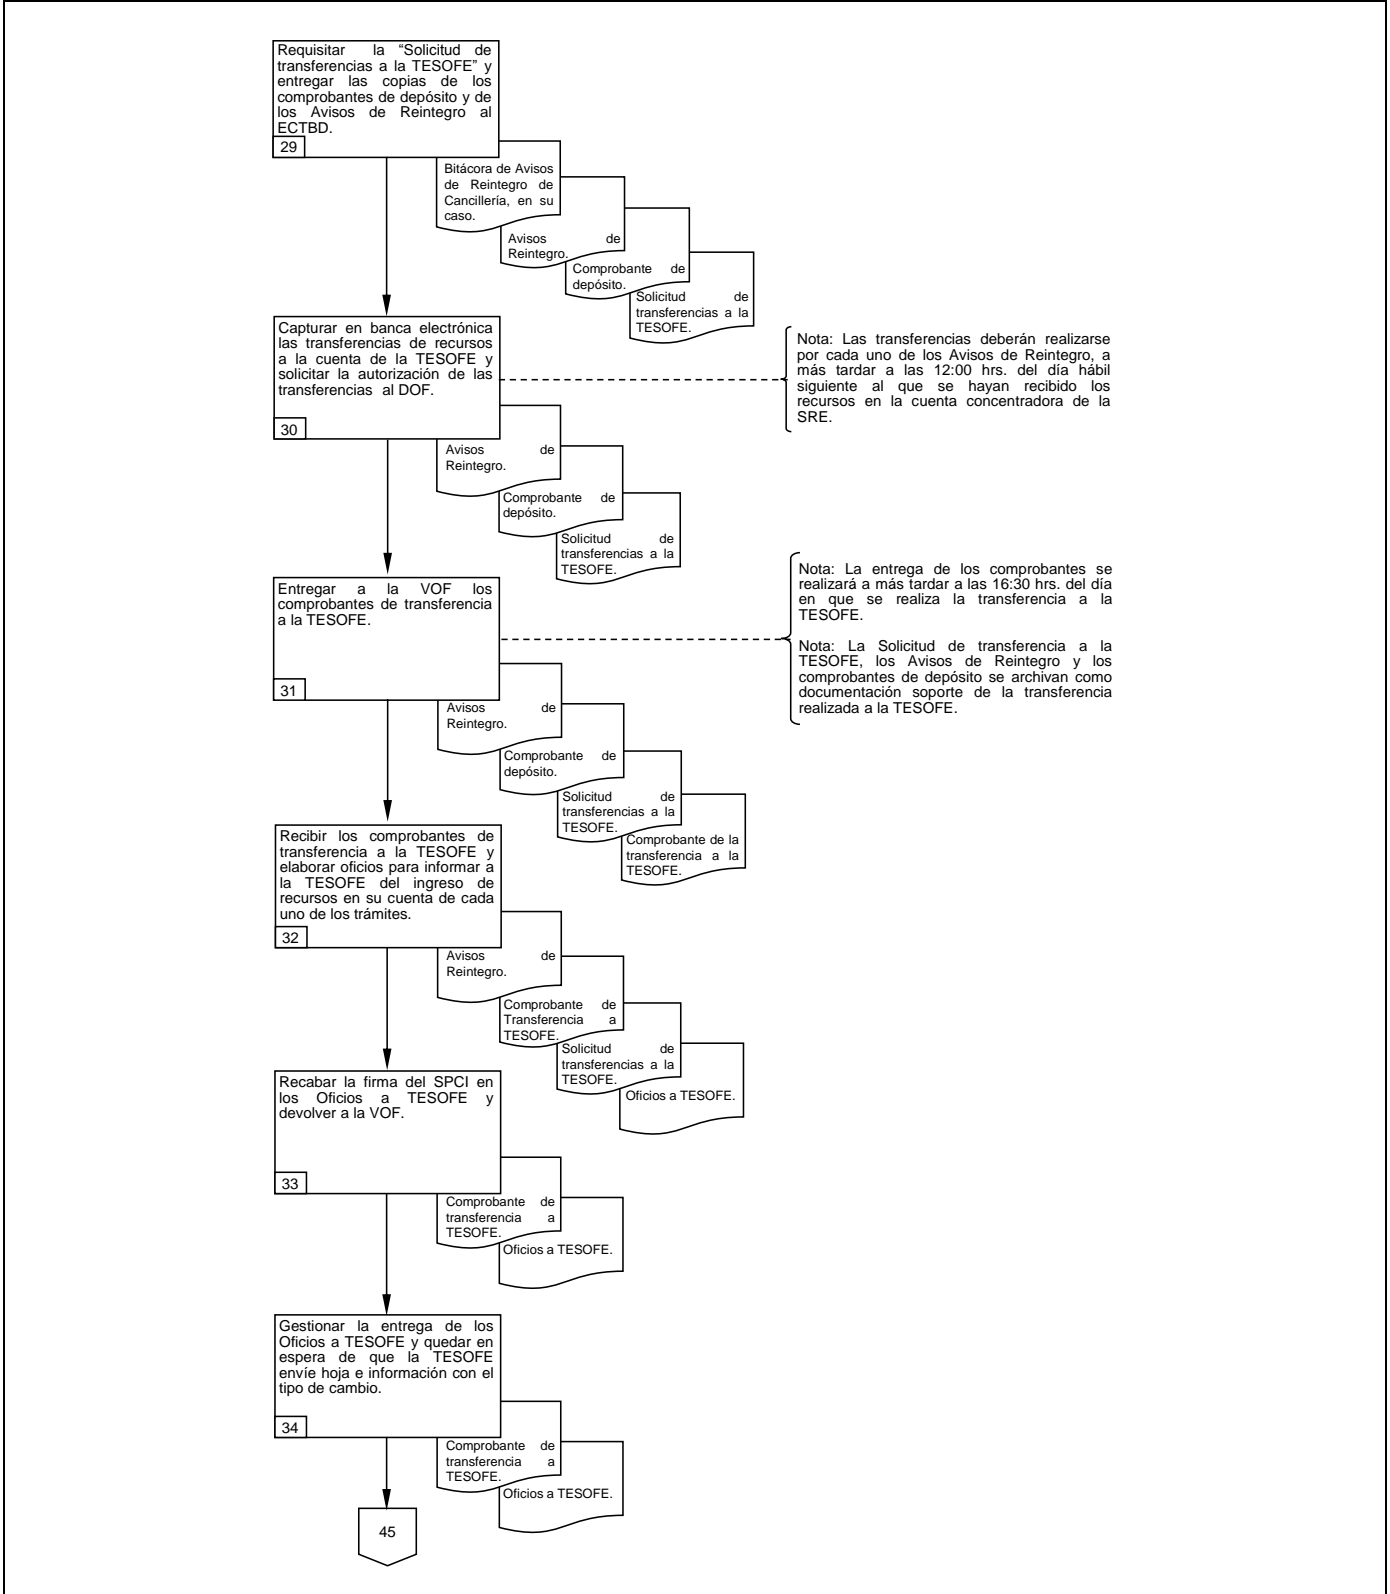 Requisitar la “Solicitud de
transferencias a la TESOFE” y
entregar las copias de los
comprobantes de depósito y de
los Avisos de Reintegro al
ECTBD.
29
Bitácora de Avisos
de Reintegro de
Cancillería, en su
caso.
Avisos de
Reintegro.
Comprobante de
depósito.
Solicitud de
transferencias a la
TESOFE.
Capturar en banca electrónica
las transferencias de recursos
a la cuenta de la TESOFE y
solicitar la autorización de las
transferencias al DOF.
30
Nota: Las transferencias deberán realizarse
por cada uno de los Avisos de Reintegro, a
más tardar a las 12:00 hrs. del día hábil
siguiente al que se hayan recibido los
recursos en la cuenta concentradora de la
SRE.
Avisos de
Reintegro.
Comprobante de
depósito.
Solicitud de
transferencias a la
TESOFE.
Entregar a la VOF los
comprobantes de transferencia
a la TESOFE.
31
Nota: La entrega de los comprobantes se
realizará a más tardar a las 16:30 hrs. del día
en que se realiza la transferencia a la
TESOFE.
Nota: La Solicitud de transferencia a la
TESOFE, los Avisos de Reintegro y los
comprobantes de depósito se archivan como
documentación soporte de la transferencia
realizada a la TESOFE.
Avisos de
Reintegro.
Comprobante de
depósito.
Solicitud de
transferencias a la
TESOFE.
Comprobante de la
transferencia a la
TESOFE.
Recibir los comprobantes de
transferencia a la TESOFE y
elaborar oficios para informar a
la TESOFE del ingreso de
recursos en su cuenta de cada
uno de los trámites.
32
Avisos de
Reintegro.
Comprobante de
Transferencia a
TESOFE.
Solicitud de
transferencias a la
TESOFE.
Oficios a TESOFE.
Recabar la firma del SPCI en
los Oficios a TESOFE y
devolver a la VOF.
33
Comprobante de
transferencia a
TESOFE.
Oficios a TESOFE.
Gestionar la entrega de los
Oficios a TESOFE y quedar en
espera de que la TESOFE
envíe hoja e información con el
tipo de cambio.
34
Comprobante de
transferencia a
TESOFE.
Oficios a TESOFE.
45